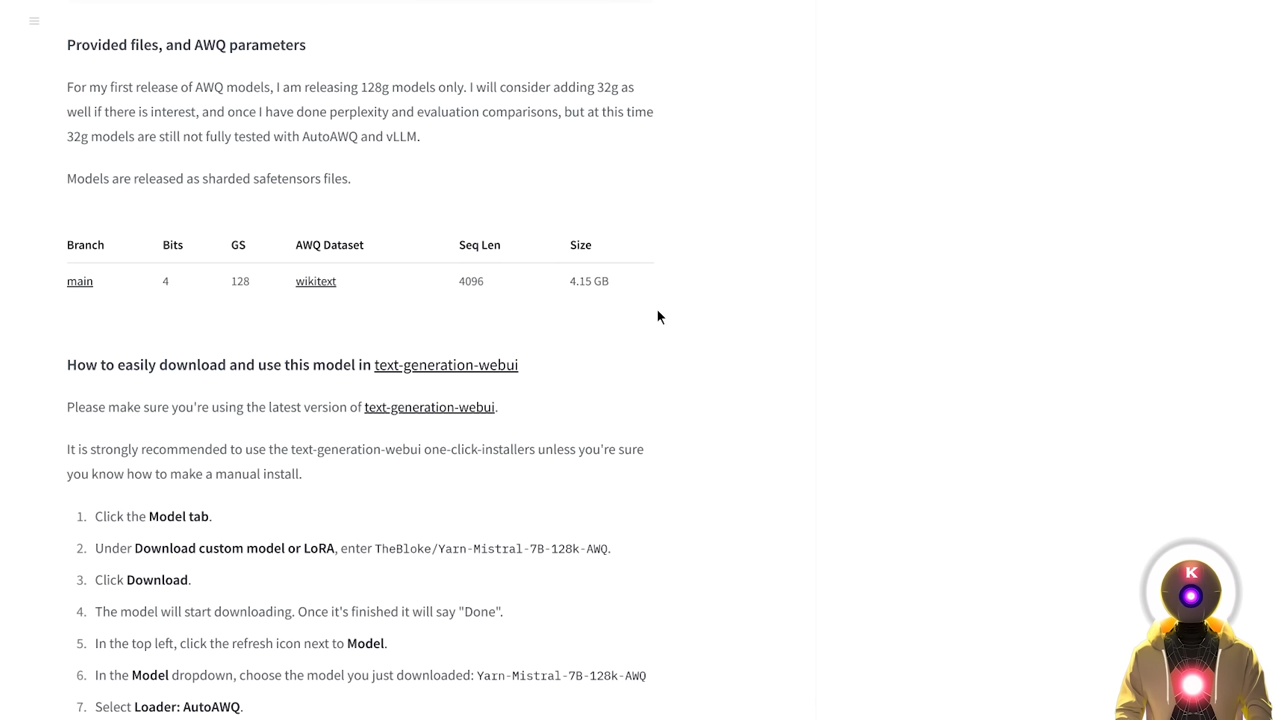 Provided files, and AWQ parameters
For my first release of AWQ models, I am releasing 128g models only. I will consider adding 32g as
well if there is interest, and once I have done perplexity and evaluation comparisons, but at this time
32g models are still not fully tested with AutoAWQ and vLLM.
Models are released as sharded safetensors files.
Branch Bits GS AWQ Dataset Seq Len Size
main 4 128 wikitext 4096 4.15 GB
How to easily download and use this model in text-generation-webui
Please make sure you're using the latest version of text-generation-webui.
It is strongly recommended to use the text-generation-webui one-click-installers unless you're sure
you know how to make a manual install.
1. Click the Model tab.
2. Under Download custom model or LoRA, enter TheBloke/Yarn-Mistral-7B-128k-AWQ.
3. Click Download.
4. The model will start downloading. Once it's finished it will say "Done".
5. In the top left, click the refresh icon next to Model.
6. In the Model dropdown, choose the model you just downloaded: Yarn-Mistral-7B-128k-AWQ
7. Select Loader: AutoAWQ.
K